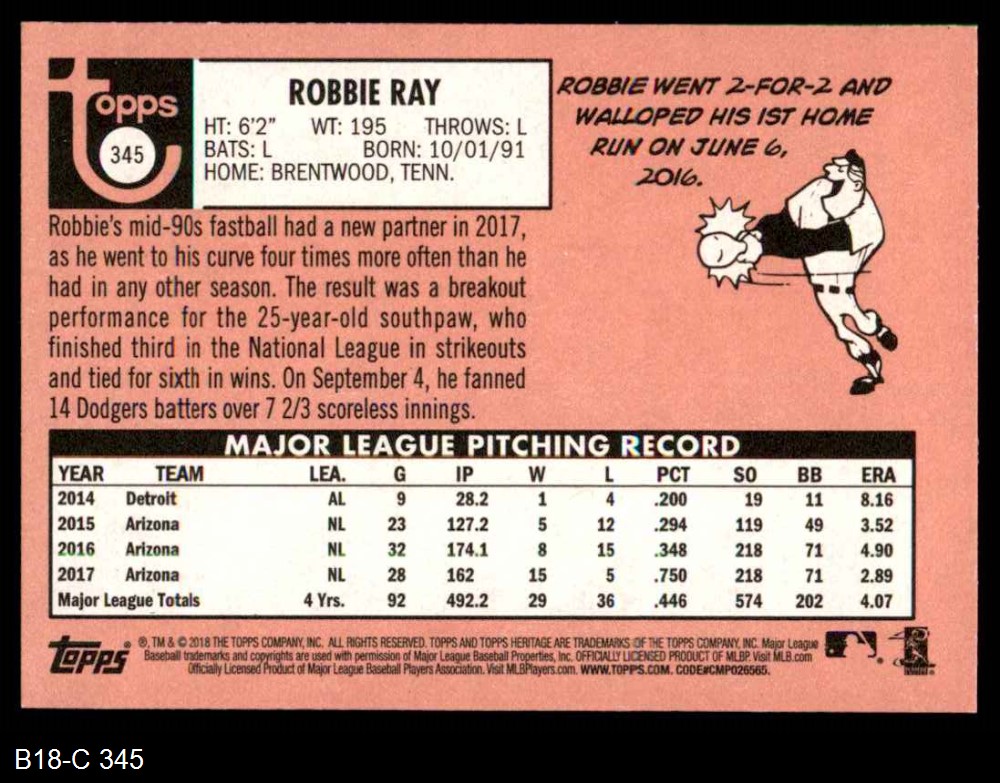 topps
345
ROBBIE RAY
HT: 6'2" WT: 195 THROWS: L
BATS: L BORN: 10/01/91
HOME: BRENTWOOD, TENN.
ROBBIE WENT 2-FOR-2 AND
WALLOPED HIS 1ST HOME
RUN ON JUNE 6,
2016.
Robbie's mid-90s fastball had a new partner in 2017,
as he went to his curve four times more often than he
had in any other season. The result was a breakout
performance for the 25-year-old southpaw, who
finished third in the National League in strikeouts
and tied for sixth in wins. On September 4, he fanned
14 Dodgers batters over 7 2/3 scoreless innings.
MAJOR LEAGUE PITCHING RECORD
YEAR TEAM LEA. G IP W L PCT SO BB ERA
2014 Detroit AL 9 28.2 1 4 .200 19 11 8.16
2015 Arizona NL 23 127.2 5 12 .294 119 49 3.52
2016 Arizona NL 32 174.1 8 15 .348 218 71 4.90
2017 Arizona NL 28 162 15 5 .750 218 71 2.89
Major League Totals 4 Yrs. 92 492.2 29 36 .446 574 202 4.07
Topps ® ®, TM & © 2018 THE TOPPS COMPANY, INC. ALL RIGHTS RESERVED. TOPPS AND TOPPS HERITAGE ARE TRADEMARKS OF THE TOPPS COMPANY, INC. Major League
Baseball trademarks and copyrights are used with permission of Major League Baseball Properties, Inc. OFFICIALLY LICENSED PRODUCT OF MLBP. Visit MLB.com
Officially Licensed Product of Major League Baseball Players Association. Visit MLBPlayers.com. WWW.TOPPS.COM. CODE#CMP026565.
B18-C 345